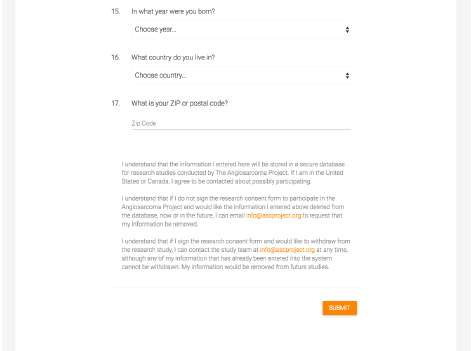 15. In what year were you born?
Choose year...
16. What country do you live in?
Choose country...
17. What is your ZIP or postal code?
Zip Code
I understand that the information I entered here will be stored in a secure database
for research studies conducted by The Angiosarcoma Project. If I am in the United
States or Canada, I agree to be contacted about possibly participating.
I understand that if I do not sign the research consent form to participate in the
Angiosarcoma Project and would like the information I entered above deleted from
the database, now or in the future, I can email info@ascproject.org to request that
my information be removed.
I understand that if I sign the research consent form and would like to withdraw from
the research study, I can contact the study team at info@ascproject.org at any time,
although any of my information that has already been entered into the system
cannot be withdrawn. My information would be removed from future studies.
SUBMIT